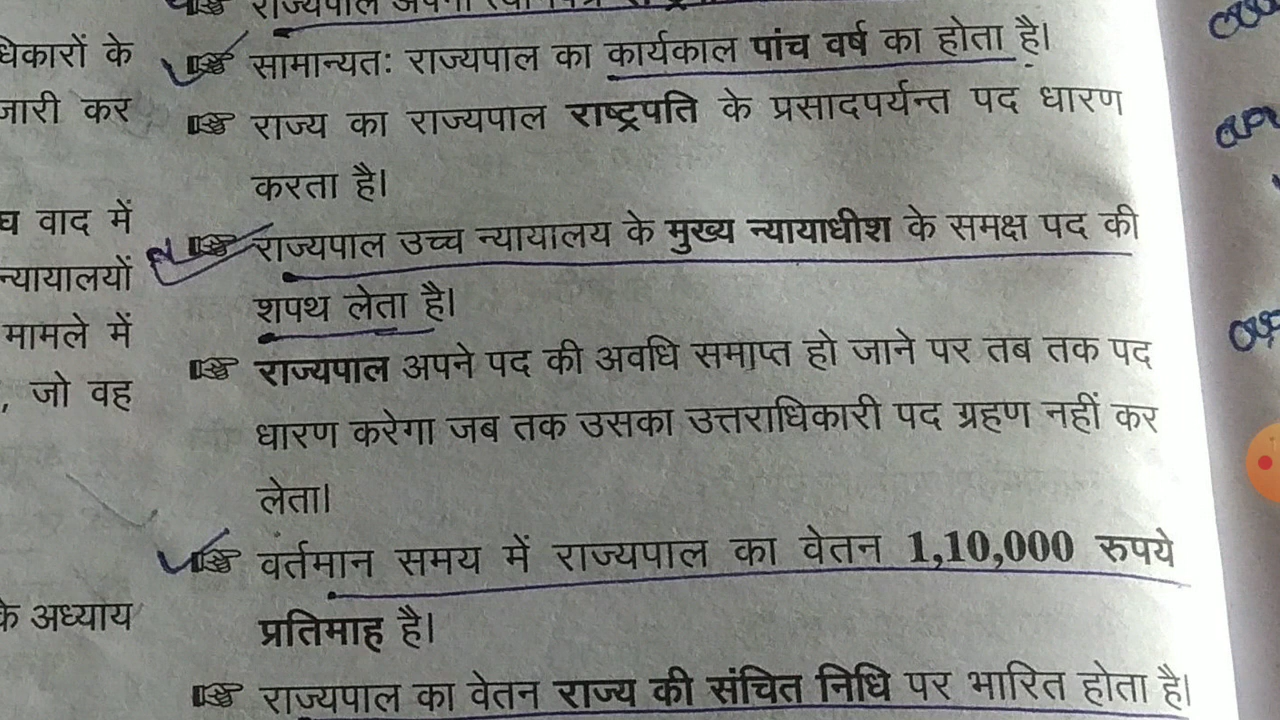 राज्यपाल अपना
धिकारों के
जारी कर
घ वाद में
न्यायालयों
मामले में
, जो वह
के अध्याय
सामान्यतः राज्यपाल का कार्यकाल पांच वर्ष का होता है।
राज्य का राज्यपाल राष्ट्रपति के प्रसादपर्यन्त पद धारण
करता है।
राज्यपाल उच्च न्यायालय के मुख्य न्यायाधीश के समक्ष पद की
शपथ लेता है।
राज्यपाल अपने पद की अवधि समाप्त हो जाने पर तब तक पद
धारण करेगा जब तक उसका उत्तराधिकारी पद ग्रहण नहीं कर
लेता।
वर्तमान समय में राज्यपाल का वेतन 1,10,000 रुपये
प्रतिमाह है।
राज्यपाल का वेतन राज्य की संचित निधि पर भारित होता है।